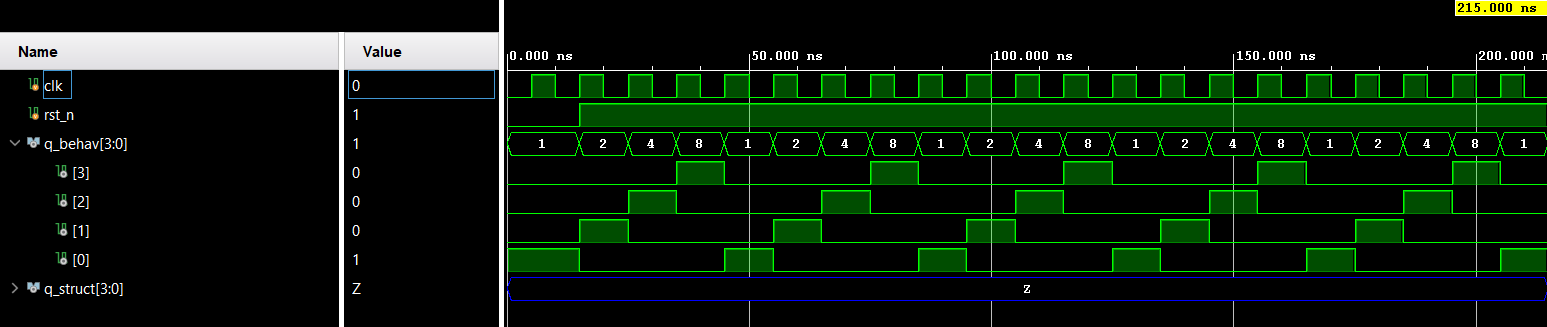 215.000 ns
Name Value
0.000 ns 50.000 ns 100.000 ns 150.000 ns 200.000 ns
clk 0
rst_n 1
q_behav[3:0] 1 1 2 4 8 1 2 4 8 1 2 4 8 1 2 4 8 1 2 4 8 1
[3] 0
[2] 0
[1] 0
[0] 1
q_struct[3:0] Z Z